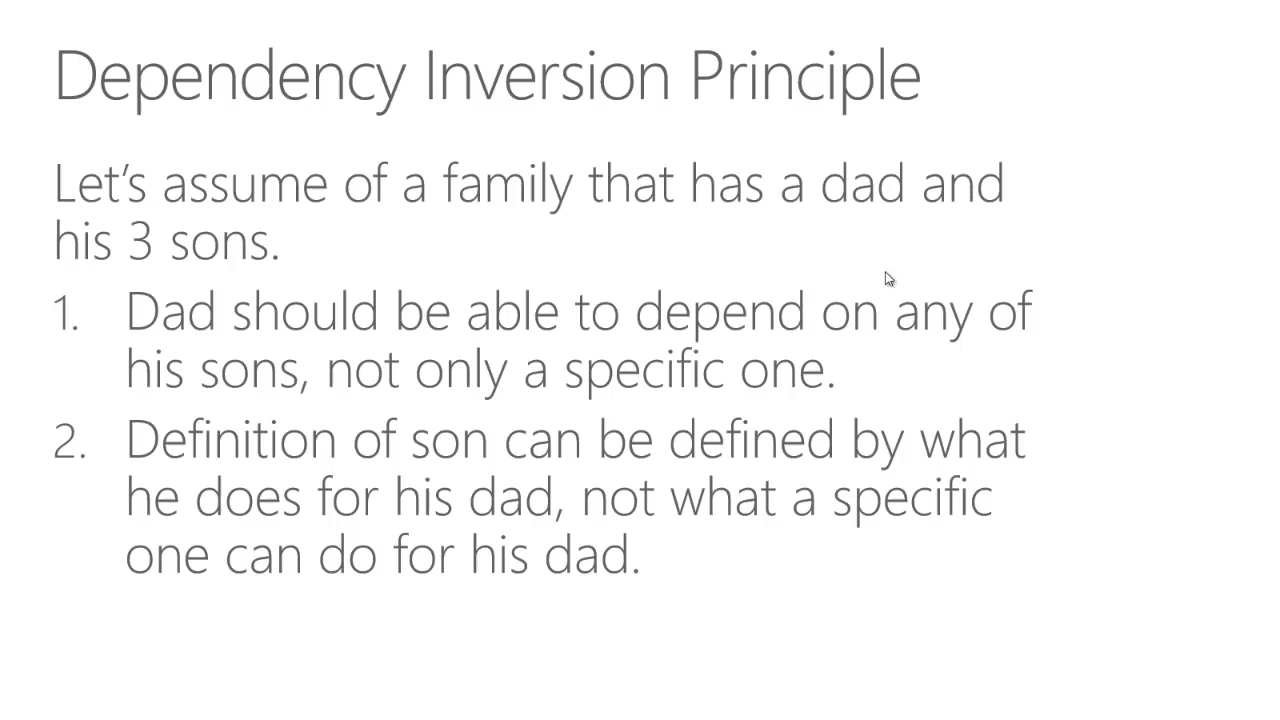 Dependency Inversion Principle
Let’s assume of a family that has a dad and
his 3 sons.
1. Dad should be able to depend on any of
his sons, not only a specific one.
2. Definition of son can be defined by what
he does for his dad, not what a specific
one can do for his dad.